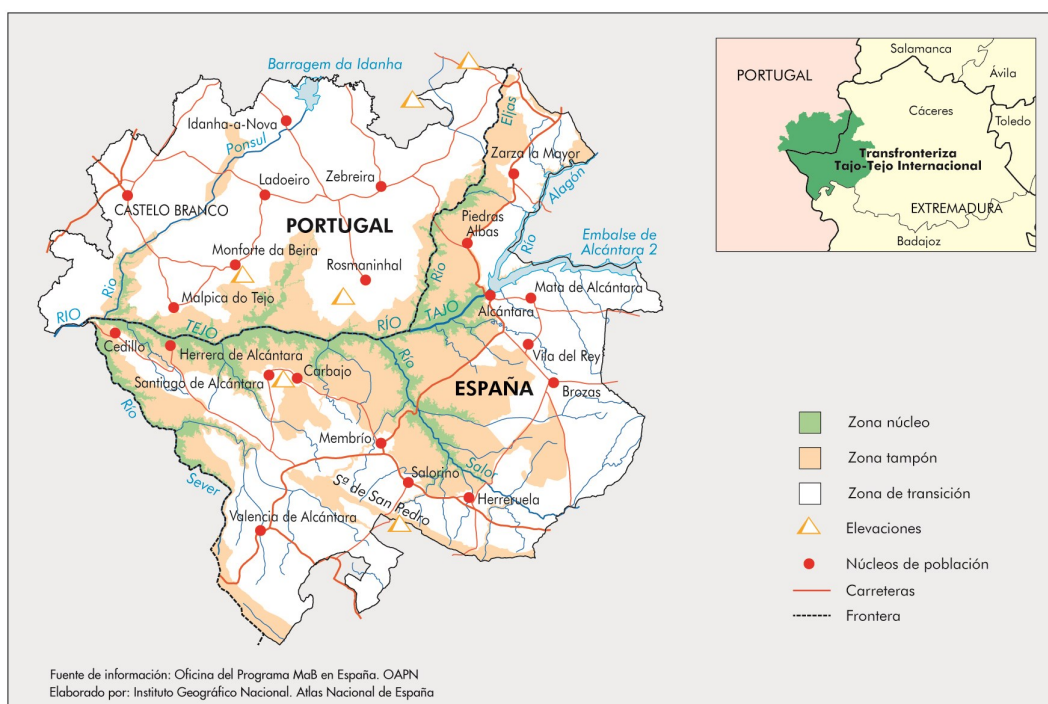 Barragem da Idanha
Idanha-a-Nova
Ponsul
Eljas
Zarza la Mayor
Ladoeiro
Zebreira
Alagón
CASTELO BRANCO
PORTUGAL
Piedras
Albas
Río
Embalse de
Alcántara 2
Monforte da Beira
Rosmaninhal
Río
Río
Malpica do Tejo
Mata de Alcántara
RIO
TEJO
RÍO
TAJO
Alcántara
Cedillo
Herrera de Alcántara
Río
Vila del Rey
Santiago de Alcántara
Carbajo
ESPAÑA
Brozas
Río
Membrío
Salor
Sever
Salorino
Sª de San Pedro
Herreruela
Valencia de Alcántara
Salamanca
PORTUGAL
Ávila
Cáceres
Toledo
Transfronteriza
Tajo-Tejo Internacional
EXTREMADURA
Badajoz
Zona núcleo
Zona tampón
Zona de transición
Elevaciones
Núcleos de población
Carreteras
Frontera
Fuente de información: Oficina del Programa MaB en España. OAPN
Elaborado por: Instituto Geográfico Nacional. Atlas Nacional de España